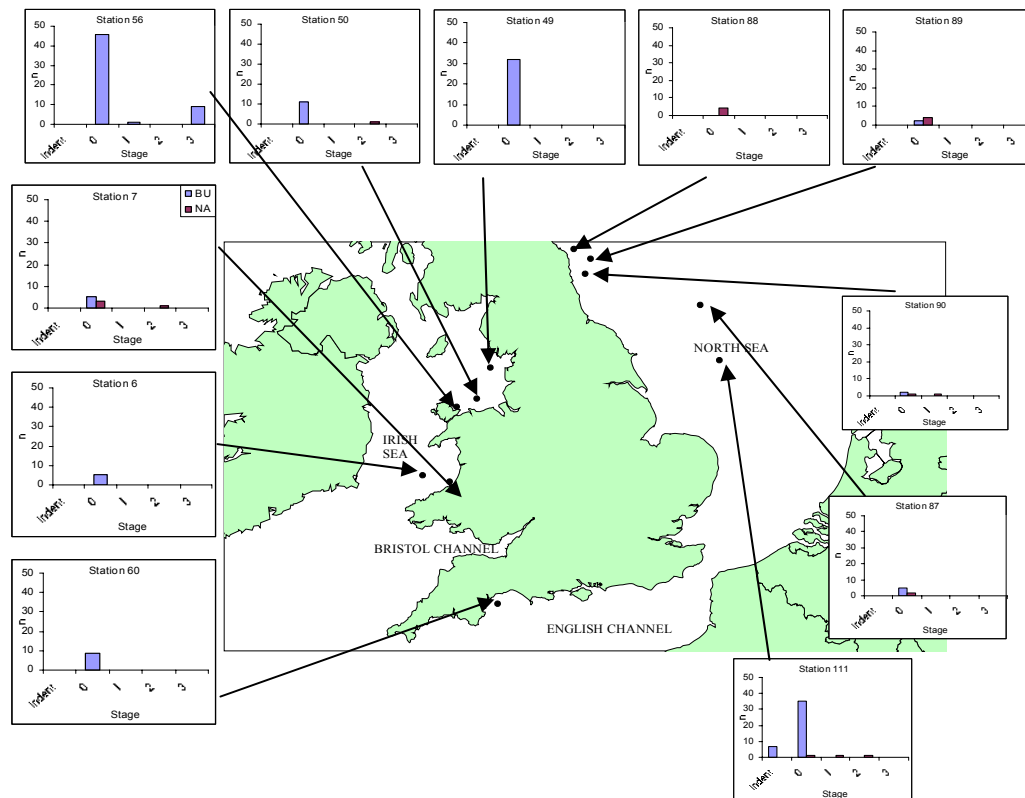 Station 56
50
40
30
20
10
0
n
Indent 0 1 2 3
Stage
Station 50
50
40
30
20
10
0
n
Indent 0 1 2 3
Stage
Station 49
50
40
30
20
10
0
n
Indent 0 1 2 3
Stage
Station 88
50
40
30
20
10
0
n
Indent 0 1 2 3
Stage
Station 89
50
40
30
20
10
0
n
Indent 0 1 2 3
Stage
Station 7
BU
NA
50
40
30
20
10
0
n
Indent 0 1 2 3
Stage
Station 6
50
40
30
20
10
0
n
Indent 0 1 2 3
Stage
Station 60
50
40
30
20
10
0
n
Indent 0 1 2 3
Stage
NORTH SEA
IRISH
SEA
BRISTOL CHANNEL
ENGLISH CHANNEL
Station 90
50
40
30
20
10
0
n
Indent 0 1 2 3
Stage
Station 87
50
40
30
20
10
0
n
Indent 0 1 2 3
Stage
Station 111
50
40
30
20
10
0
n
Indent 0 1 2 3
Stage